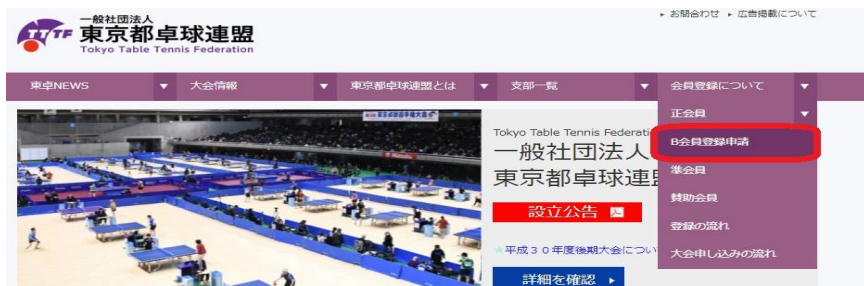 ▸ お問合わせ ▸ 広告掲載について
TTTF
一般社団法人
東京都卓球連盟
Tokyo Table Tennis Federation
東卓NEWS ▼ 大会情報 ▼ 東京都卓球連盟とは ▼ 支部一覧 ▼ 会員登録について ▼
正会員 ▼
B会員登録申請
準会員
賛助会員
登録の流れ
大会申し込みの流れ
Tokyo Table Tennis Federati
一般社団法人
東京都卓球連
設立公告
平成30年度後期大会につい
詳細を確認 ▸